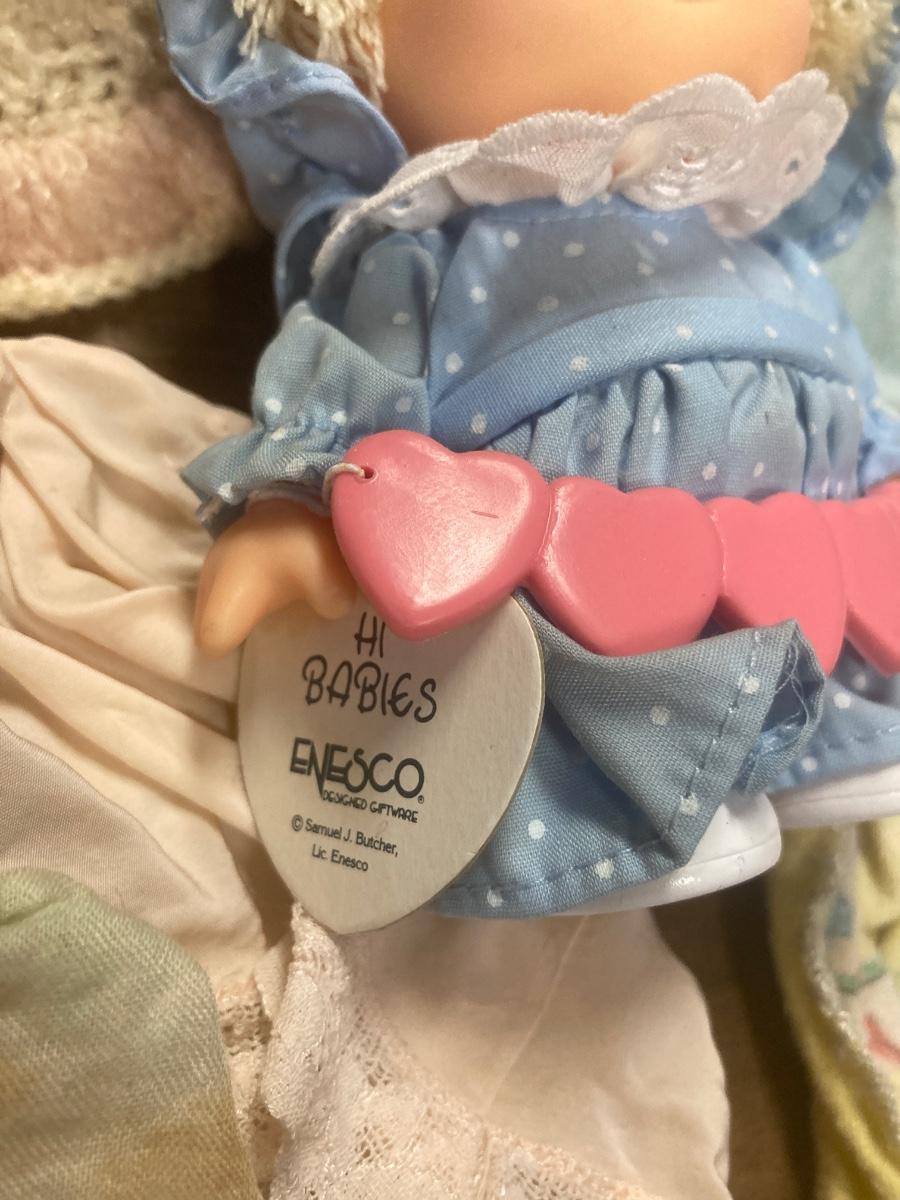 HI
BABIES
ENESCO®
DESIGNED GIFTWARE
© Samuel J. Butcher,
Lic. Enesco